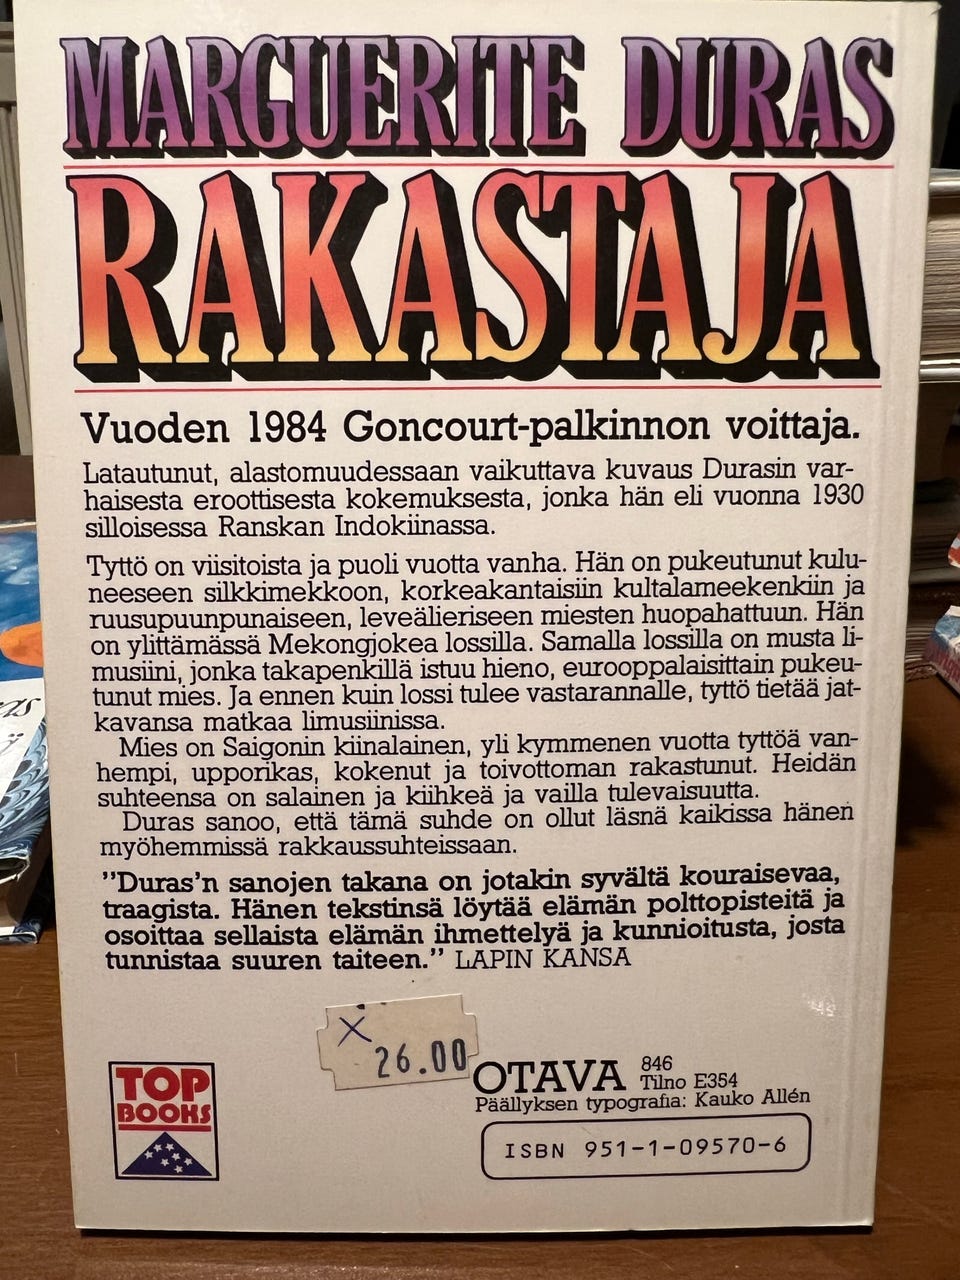 MARGUERITE DURAS
RAKASTAJA
Vuoden 1984 Goncourt-palkinnon voittaja.
Latautunut, alastomuudessaan vaikuttava kuvaus Durasin var-
haisesta eroottisesta kokemuksesta, jonka hän eli vuonna 1930
silloisessa Ranskan Indokiinassa.
Tyttö on viisitoista ja puoli vuotta vanha. Hän on pukeutunut kulu-
neeseen silkkimekkoon, korkeakantaisiin kultalameekenkiin ja
ruusupuunpunaiseen, leveälieriseen miesten huopahattuun. Hän
on ylittämässä Mekongjokea lossilla. Samalla lossilla on musta li-
musiini, jonka takapenkillä istuu hieno, eurooppalaisittain pukeu-
tunut mies. Ja ennen kuin lossi tulee vastarannalle, tyttö tietää jat-
kavansa matkaa limusiinissa.
Mies on Saigonin kiinalainen, yli kymmenen vuotta tyttöä van-
hempi, upporikas, kokenut ja toivottoman rakastunut. Heidän
suhteensa on salainen ja kiihkeä ja vailla tulevaisuutta.
Duras sanoo, että tämä suhde on ollut läsnä kaikissa hänen
myöhemmissä rakkaussuhteissaan.
"Duras'n sanojen takana on jotakin syvältä kouraisevaa,
traagista. Hänen tekstinsä löytää elämän polttopisteitä ja
osoittaa sellaista elämän ihmettelyä ja kunnioitusta, josta
tunnistaa suuren taiteen." LAPIN KANSA
x
26.00
TOP
BOOKS
OTAVA 846
Tilno E354
Päällyksen typografia: Kauko Allén
ISBN 951-1-09570-6